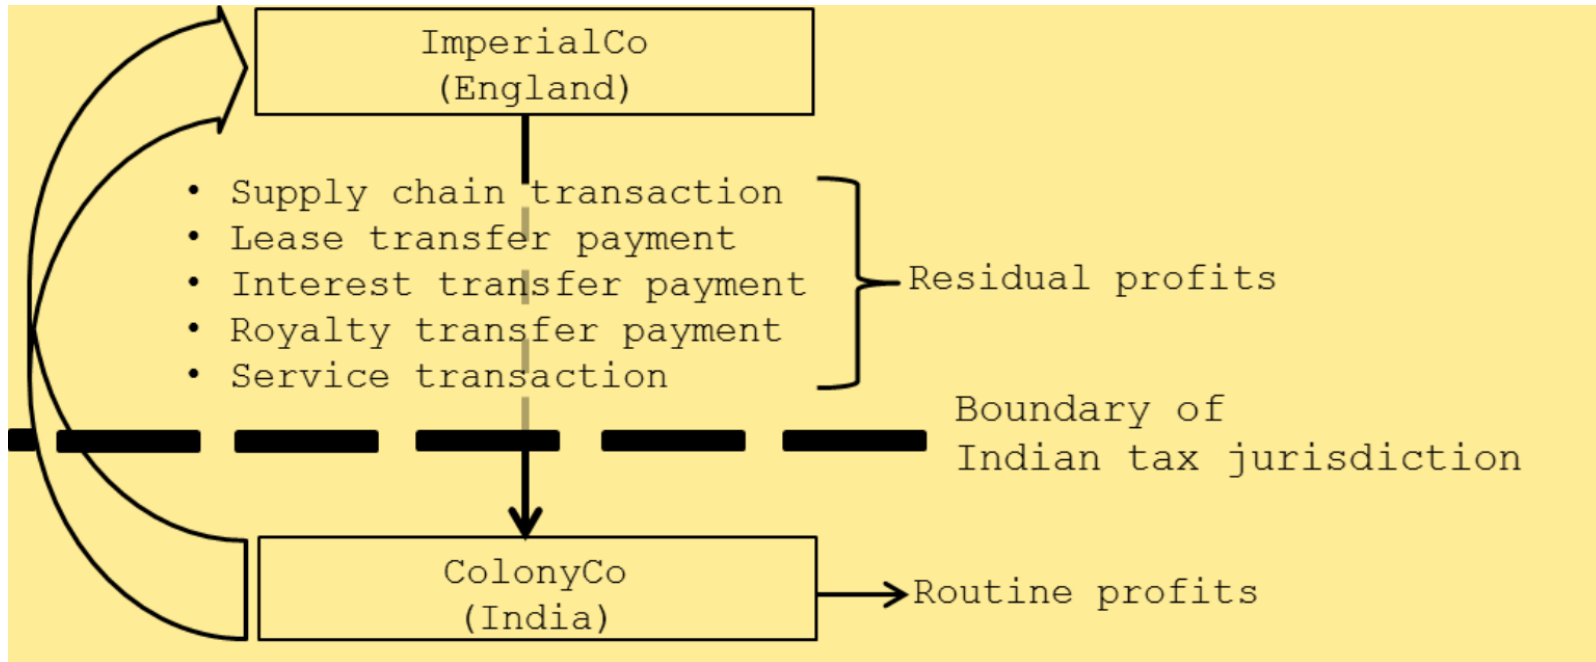 ImperialCo
(England)
• Supply chain transaction
• Lease transfer payment
• Interest transfer payment
• Royalty transfer payment
• Service transaction
Residual profits
Boundary of
Indian tax jurisdiction
ColonyCo
(India)
Routine profits